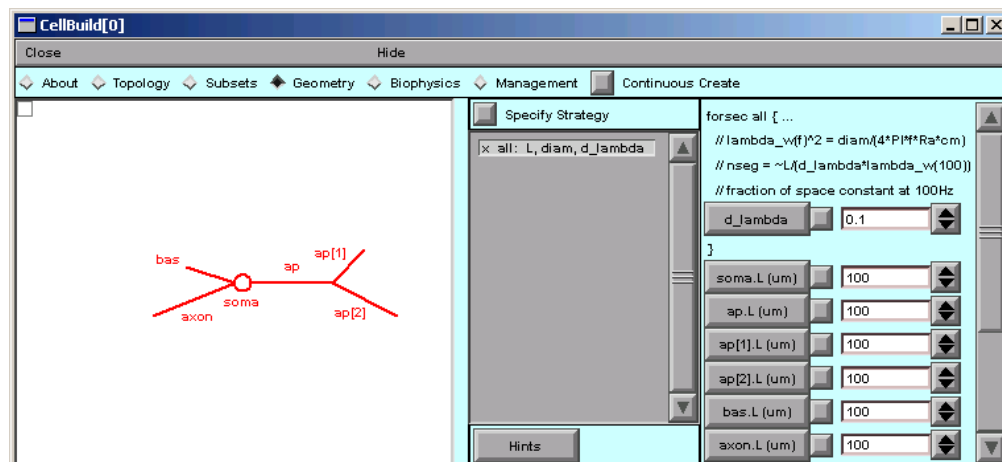 CellBuild[0]
Close Hide
About Topology Subsets Geometry Biophysics Management Continuous Create
Specify Strategy
x all: L, diam, d_lambda
Hints
bas
ap
ap[1]
soma
axon
ap[2]
forsec all { ...
//lambda_w(f)^2 = diam/(4*PI*f*Ra*cm)
//nseg = ~L/(d_lambda*lambda_w(100))
//fraction of space constant at 100Hz
d_lambda 0.1
}
soma.L (um) 100
ap.L (um) 100
ap[1].L (um) 100
ap[2].L (um) 100
bas.L (um) 100
axon.L (um) 100